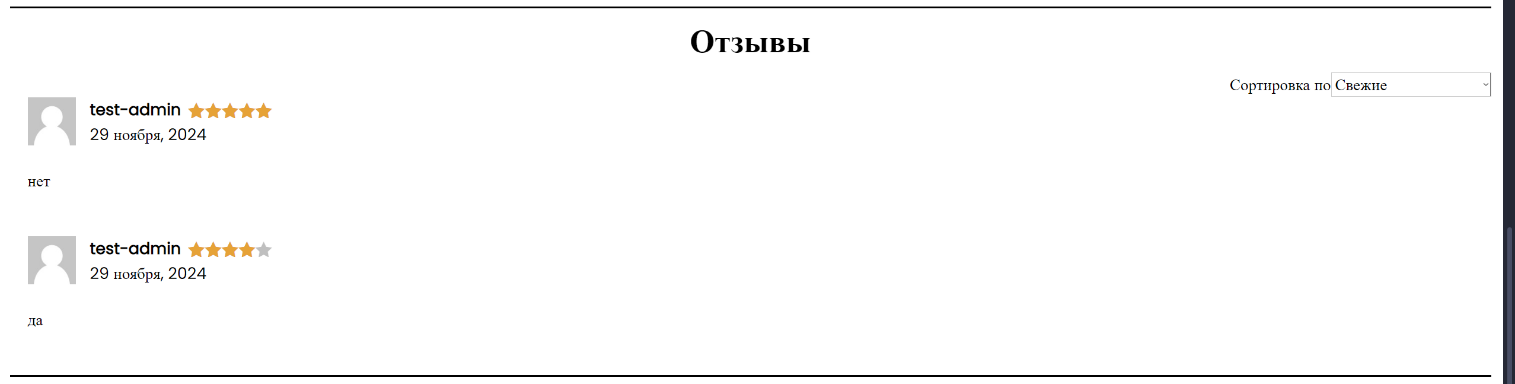 Отзывы
Сортировка по Свежие
test-admin
29 ноября, 2024
нет
test-admin
29 ноября, 2024
да